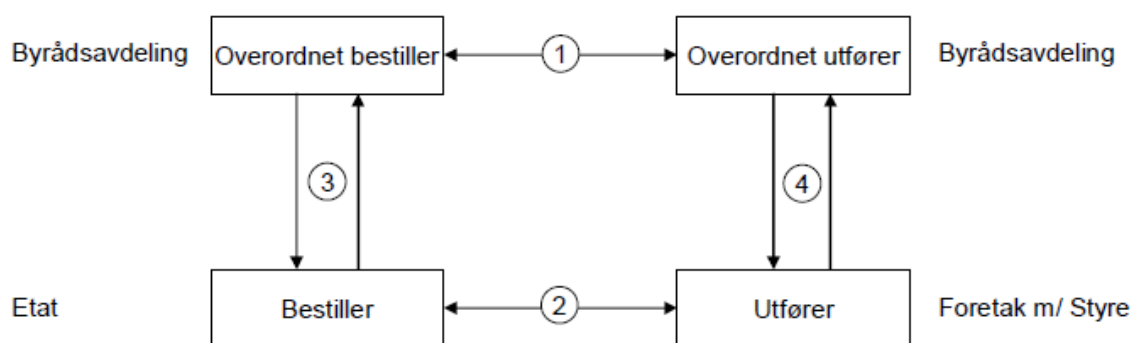 Byrådsavdeling
Overordnet bestiller
1
Overordnet utfører
Byrådsavdeling
3
4
Etat
Bestiller
2
Utfører
Foretak m/ Styre